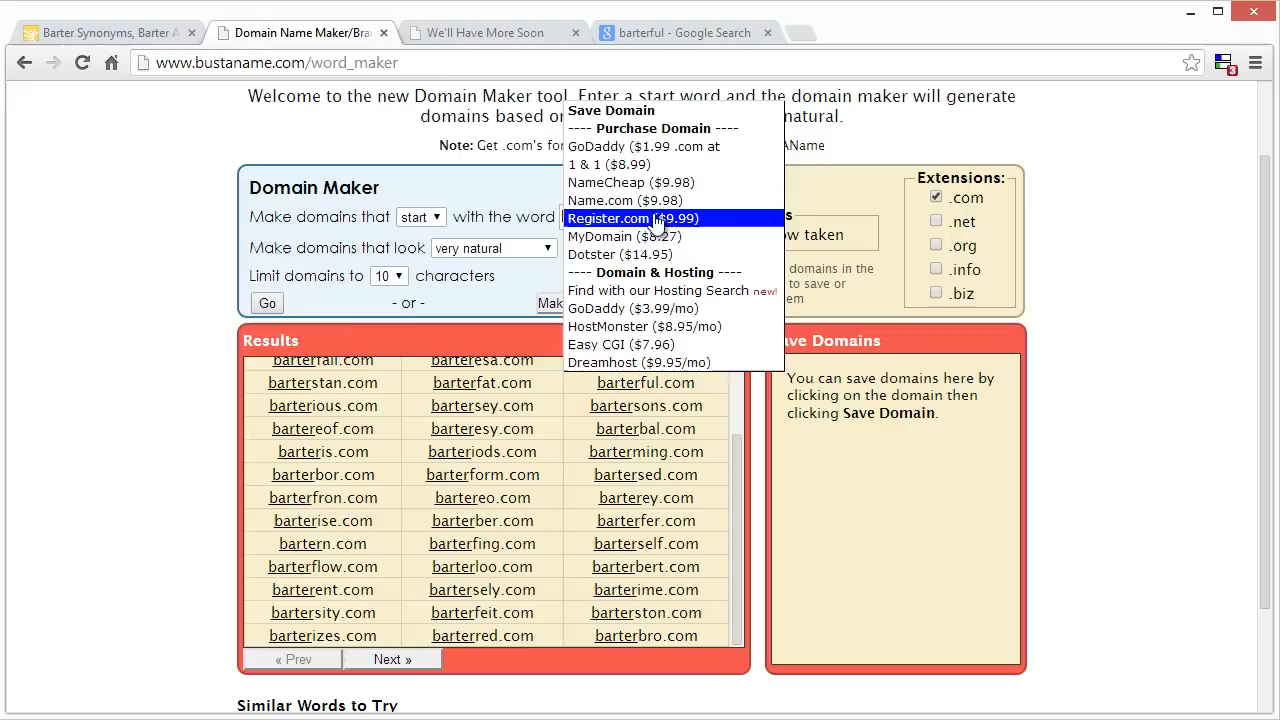 Barter Synonyms, Barter A
Domain Name Maker/Bra
We'll Have More Soon
barterful - Google Search
www.bustaname.com/word_maker
3
Welcome to the new Domain Maker tool. Enter a start word and the domain maker will generate
domains based on
natural.
Note: Get .com's for
AName
Save Domain
---- Purchase Domain ----
GoDaddy ($1.99 .com at
1 & 1 ($8.99)
NameCheap ($9.98)
Name.com ($9.98)
Register.com ($9.99)
MyDomain ($8.27)
Dotster ($14.95)
---- Domain & Hosting ----
Find with our Hosting Search new!
GoDaddy ($3.99/mo)
HostMonster ($8.95/mo)
Easy CGI ($7.96)
Dreamhost ($9.95/mo)
Domain Maker
Make domains that start with the word
Make domains that look very natural
Limit domains to 10 characters
Go - or - Mak
s
ow taken
domains in the
to save or
em
Extensions:
.com
.net
.org
.info
.biz
Results
barterfall.com barteresa.com
barterstan.com barterfat.com barterful.com
barterious.com bartersey.com bartersons.com
bartereof.com barteresy.com barterbal.com
barteris.com barteriods.com barterming.com
barterbor.com barterform.com bartersed.com
barterfron.com bartereo.com barterey.com
barterise.com barterber.com barterfer.com
bartern.com barterfing.com barterself.com
barterflow.com barterloo.com barterbert.com
barterent.com bartersely.com barterime.com
bartersity.com barterfeit.com barterston.com
barterizes.com barterred.com barterbro.com
« Prev Next »
ave Domains
You can save domains here by
clicking on the domain then
clicking Save Domain.
Similar Words to Try